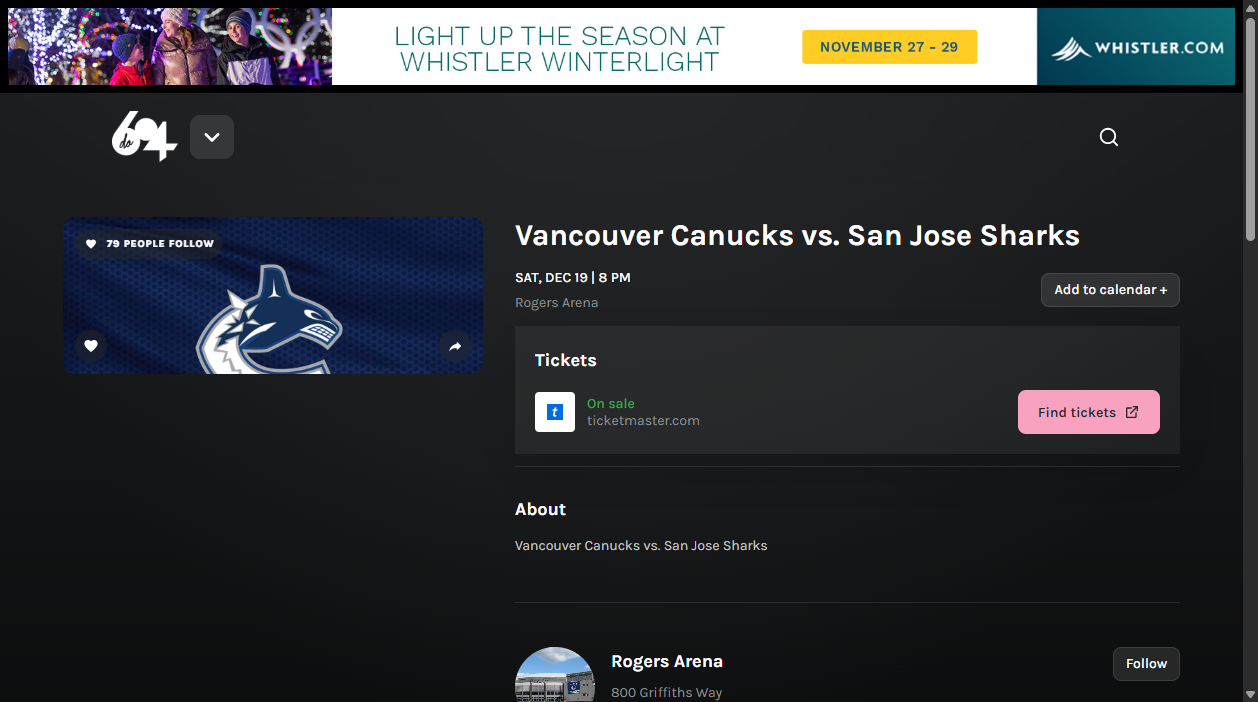 LIGHT UP THE SEASON AT
WHISTLER WINTERLIGHT
NOVEMBER 27 - 29
WHISTLER.COM
do604
79 PEOPLE FOLLOW
Vancouver Canucks vs. San Jose Sharks
SAT, DEC 19 | 8 PM
Rogers Arena
Add to calendar +
Tickets
t
On sale
ticketmaster.com
Find tickets
About
Vancouver Canucks vs. San Jose Sharks
Rogers Arena
800 Griffiths Way
Follow